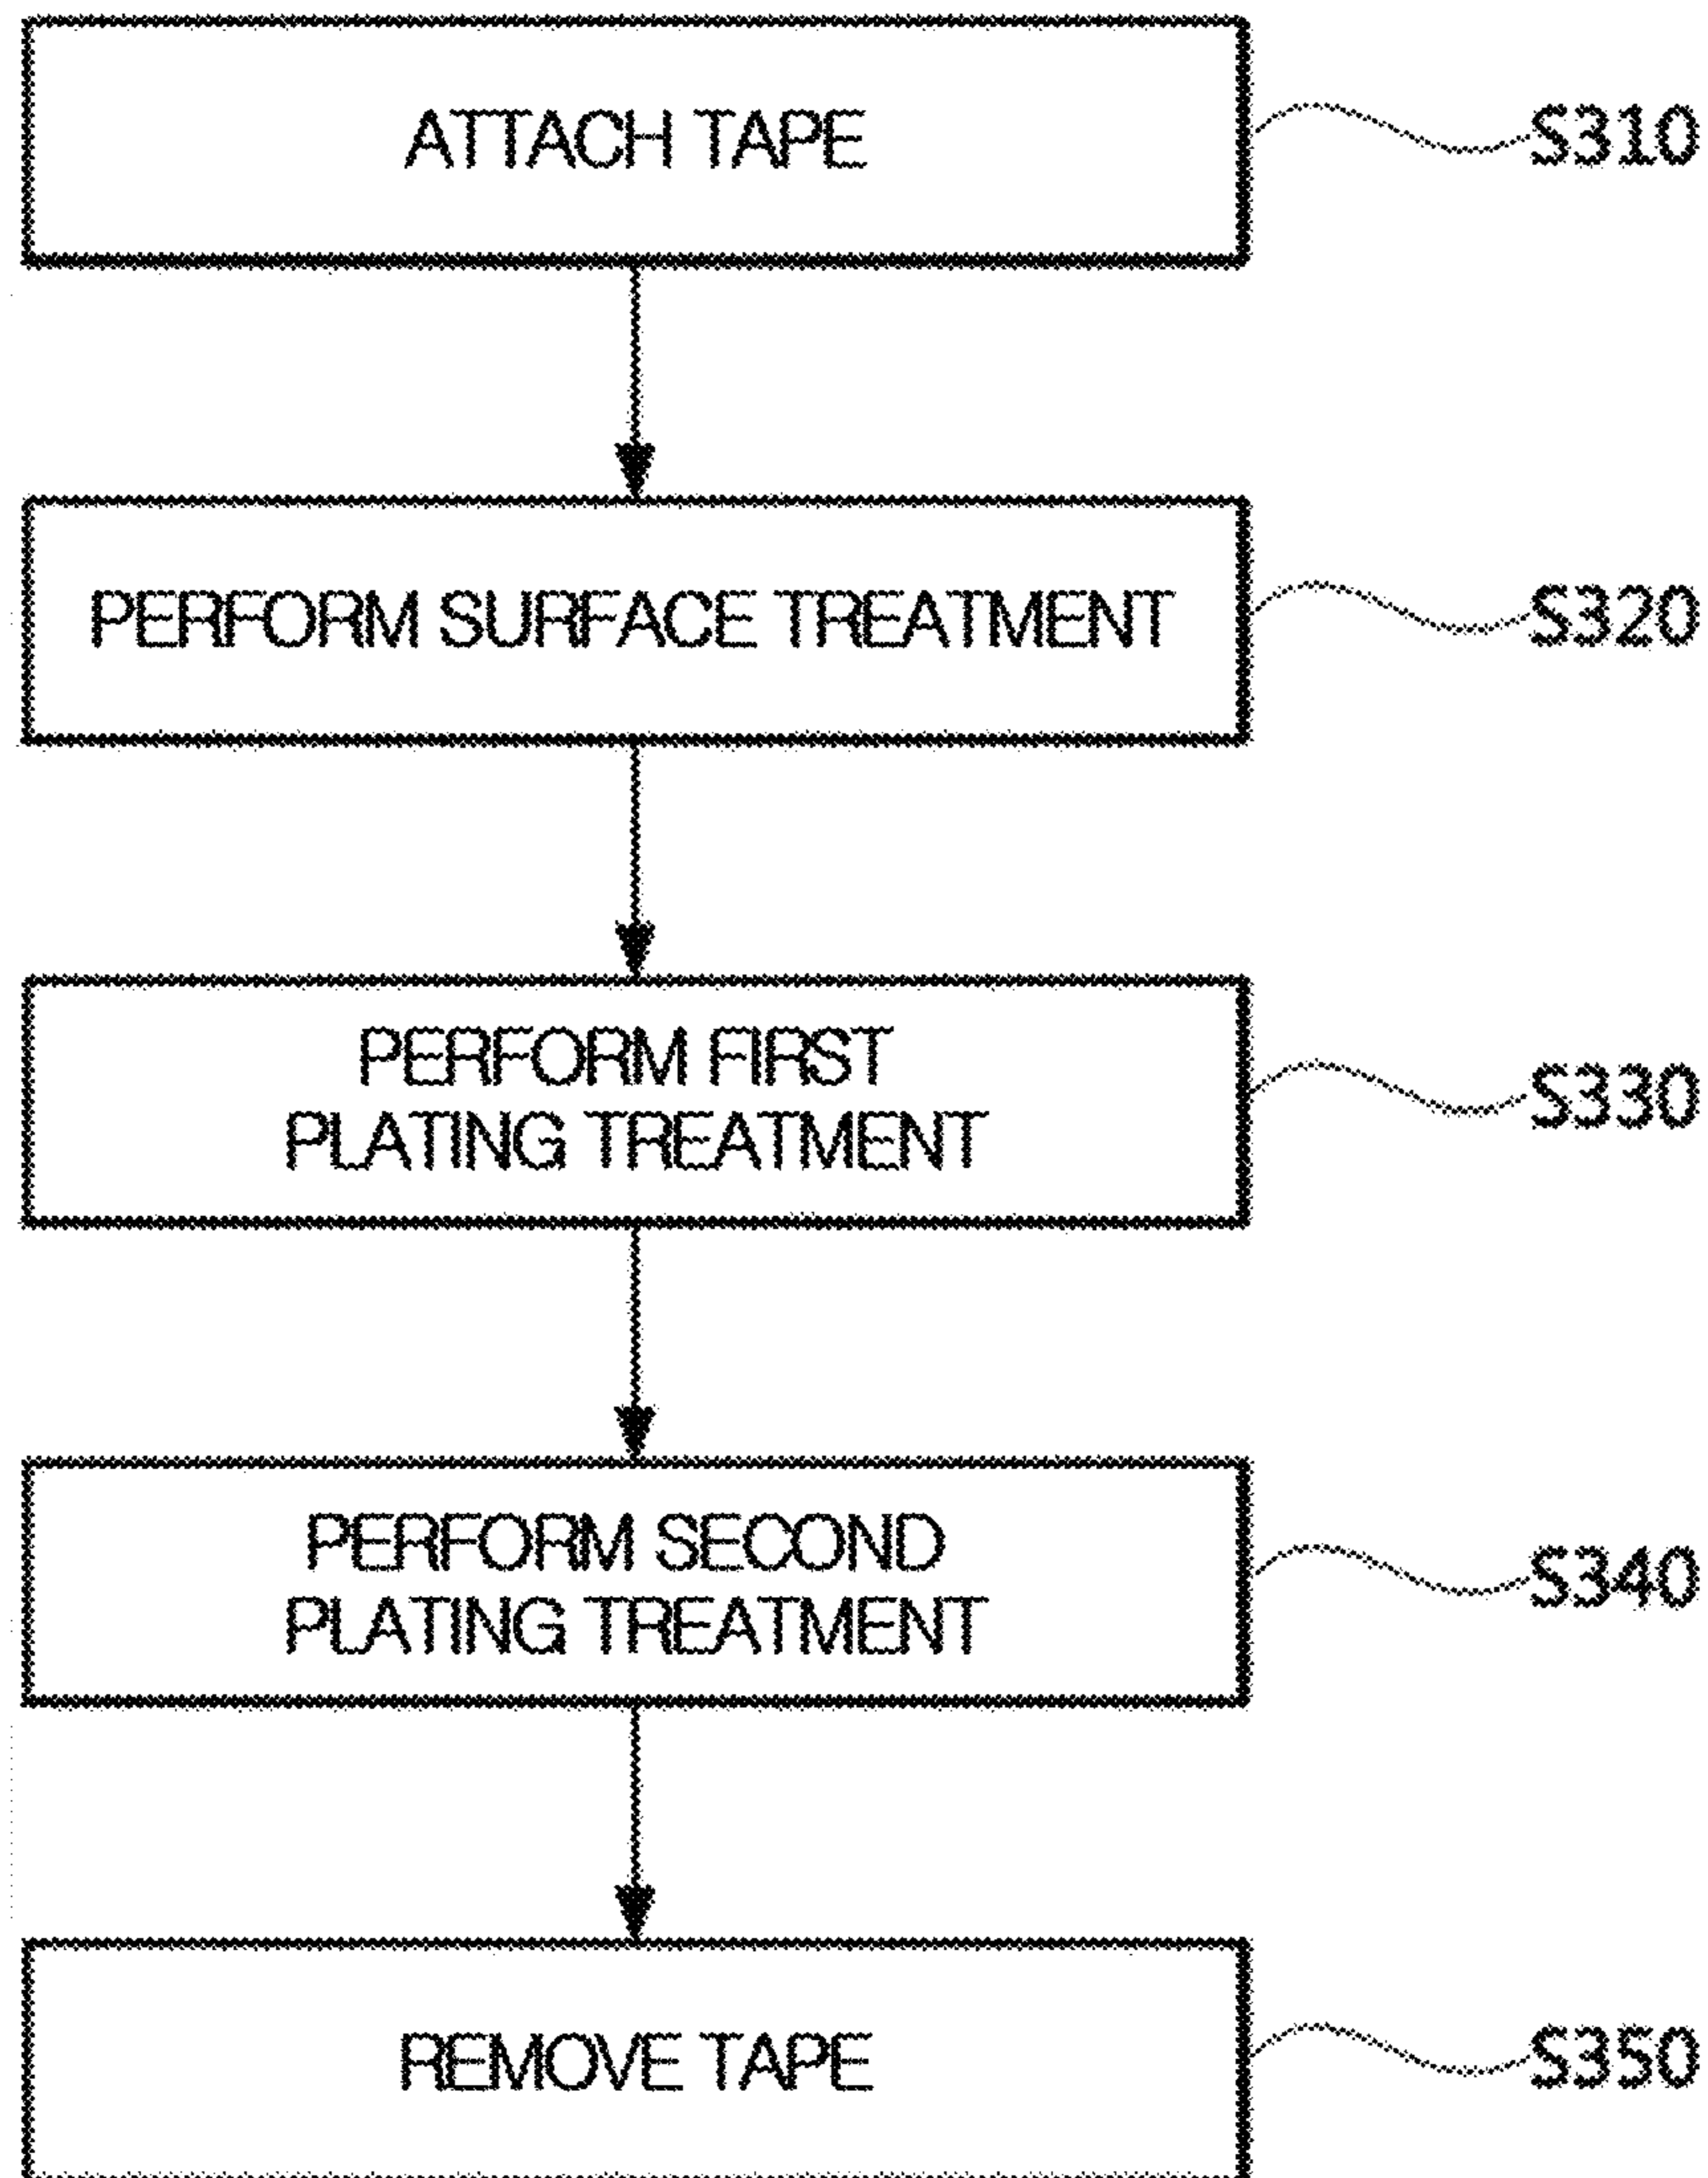 ATTACH TAPE
S310
PERFORM SURFACE TREATMENT
S320
PERFORM FIRST
PLATING TREATMENT
S330
PERFORM SECOND
PLATING TREATMENT
S340
REMOVE TAPE
S350